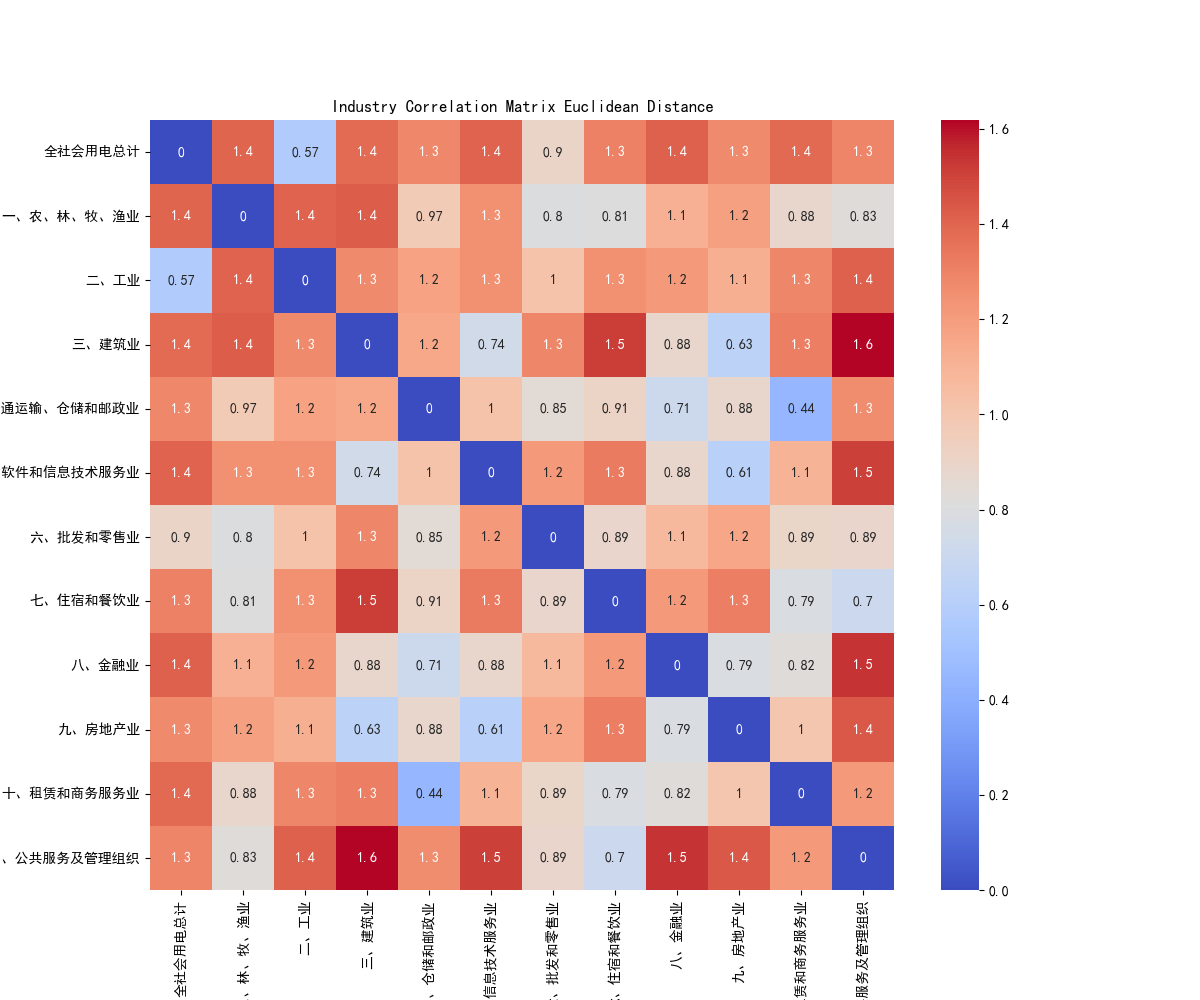 Industry Correlation Matrix Euclidean Distance
全社会用电总计 0 1.4 0.57 1.4 1.3 1.4 0.9 1.3 1.4 1.3 1.4 1.3
一、农、林、牧、渔业 1.4 0 1.4 1.4 0.97 1.3 0.8 0.81 1.1 1.2 0.88 0.83
二、工业 0.57 1.4 0 1.3 1.2 1.3 1 1.3 1.2 1.1 1.3 1.4
三、建筑业 1.4 1.4 1.3 0 1.2 0.74 1.3 1.5 0.88 0.63 1.3 1.6
通运输、仓储和邮政业 1.3 0.97 1.2 1.2 0 1 0.85 0.91 0.71 0.88 0.44 1.3
软件和信息技术服务业 1.4 1.3 1.3 0.74 1 0 1.2 1.3 0.88 0.61 1.1 1.5
六、批发和零售业 0.9 0.8 1 1.3 0.85 1.2 0 0.89 1.1 1.2 0.89 0.89
七、住宿和餐饮业 1.3 0.81 1.3 1.5 0.91 1.3 0.89 0 1.2 1.3 0.79 0.7
八、金融业 1.4 1.1 1.2 0.88 0.71 0.88 1.1 1.2 0 0.79 0.82 1.5
九、房地产业 1.3 1.2 1.1 0.63 0.88 0.61 1.2 1.3 0.79 0 1 1.4
十、租赁和商务服务业 1.4 0.88 1.3 1.3 0.44 1.1 0.89 0.79 0.82 1 0 1.2
、公共服务及管理组织 1.3 0.83 1.4 1.6 1.3 1.5 0.89 0.7 1.5 1.4 1.2 0
全社会用电总计
、林、牧、渔业
二、工业
三、建筑业
、仓储和邮政业
信息技术服务业
、批发和零售业
、住宿和餐饮业
八、金融业
九、房地产业
赁和商务服务业
服务及管理组织
1.6
1.4
1.2
1.0
0.8
0.6
0.4
0.2
0.0